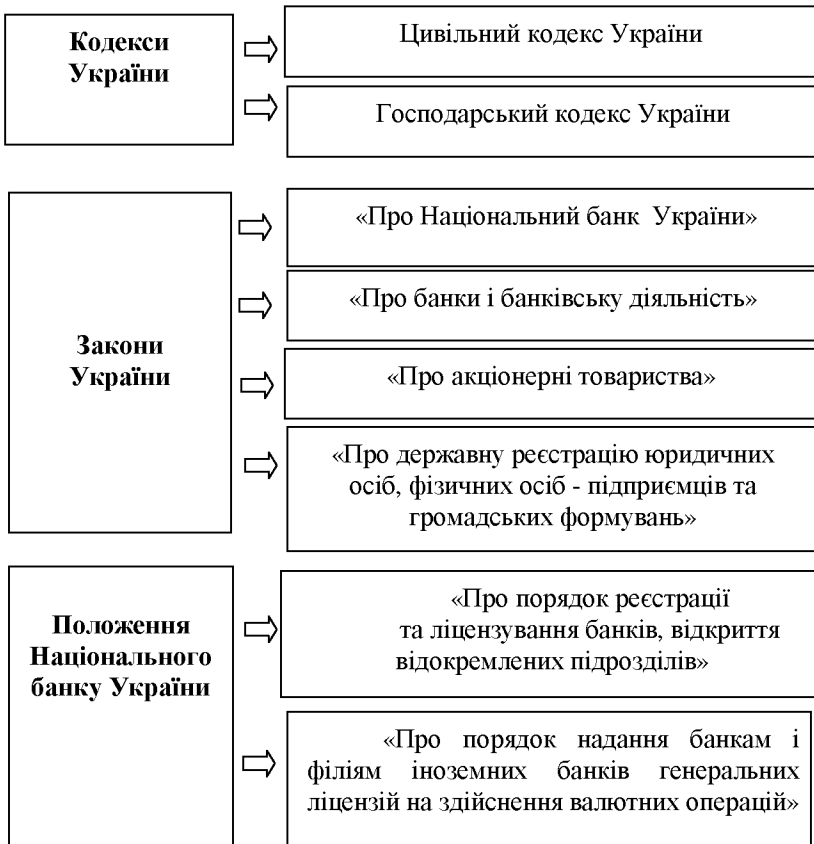 Кодекси
України
Цивільний кодекс України
Господарський кодекс України
Закони
України
«Про Національний банк України»
«Про банки і банківську діяльність»
«Про акціонерні товариства»
«Про державну реєстрацію юридичних
осіб, фізичних осіб - підприємців та
громадських формувань»
Положення
Національного
банку України
«Про порядок реєстрації
та ліцензування банків, відкриття
відокремлених підрозділів»
«Про порядок надання банкам і
філіям іноземних банків генеральних
ліцензій на здійснення валютних операцій»